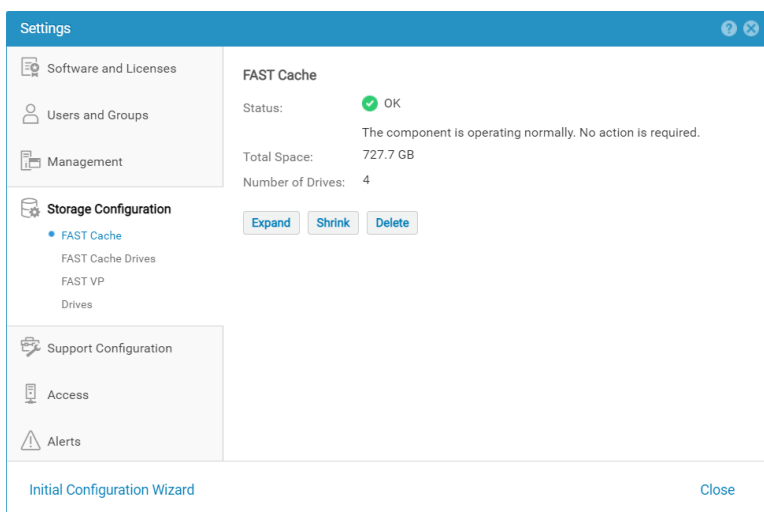 Settings
Software and Licenses
Users and Groups
Management
Storage Configuration
FAST Cache
FAST Cache Drives
FAST VP
Drives
Support Configuration
Access
Alerts
FAST Cache
Status: OK
The component is operating normally. No action is required.
Total Space: 727.7 GB
Number of Drives: 4
Expand Shrink Delete
Initial Configuration Wizard Close